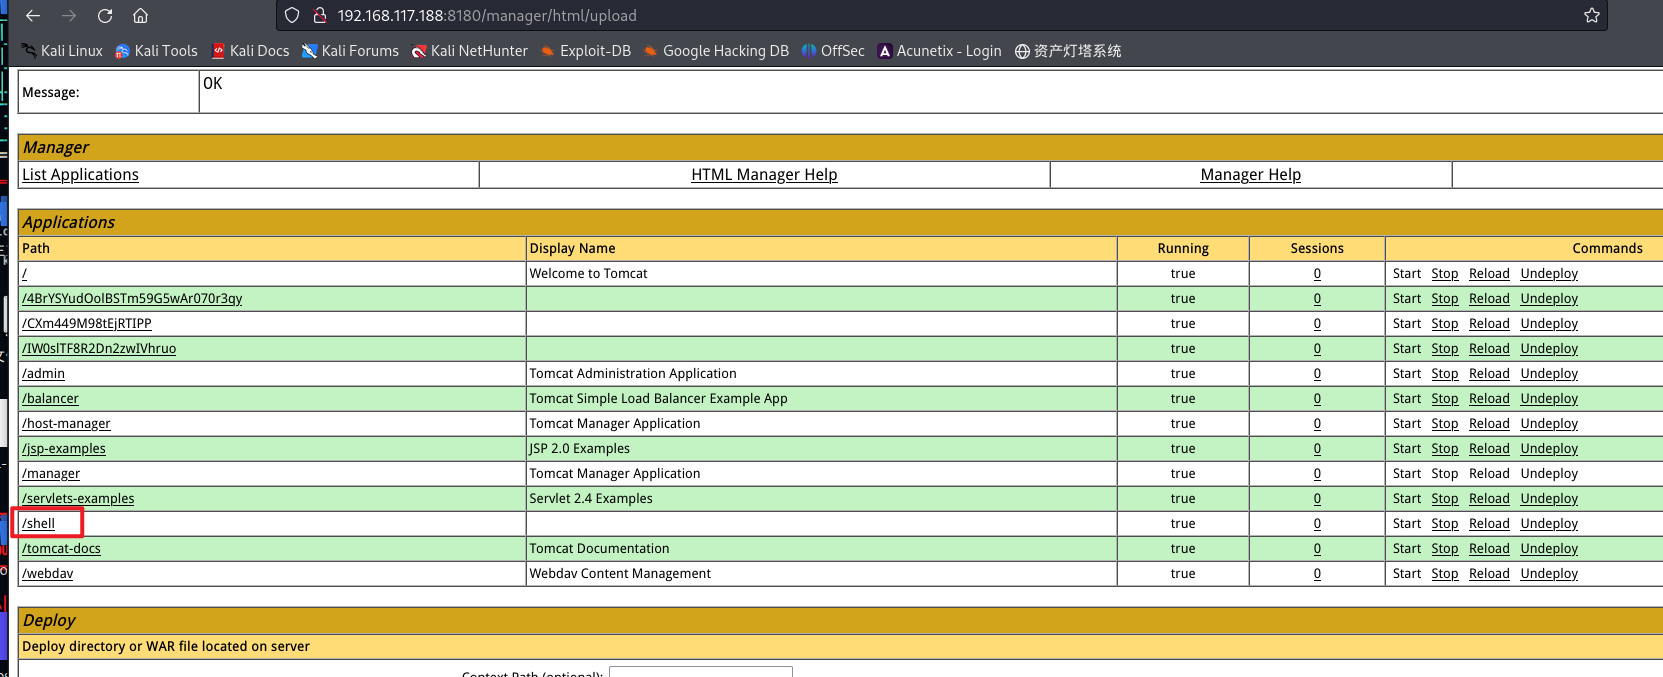 192.168.117.188:8180/manager/html/upload
Kali Linux Kali Tools Kali Docs Kali Forums Kali NetHunter Exploit-DB Google Hacking DB OffSec Acunetix - Login 资产灯塔系统
Message: OK
Manager
List Applications HTML Manager Help Manager Help
Applications
Path Display Name Running Sessions Commands
/ Welcome to Tomcat true 0 Start Stop Reload Undeploy
/4BrYSYudOolBSTm59G5wAr070r3qy true 0 Start Stop Reload Undeploy
/CXm449M98tEjRTIPP true 0 Start Stop Reload Undeploy
/IW0slTF8R2Dn2zwIVhruo true 0 Start Stop Reload Undeploy
/admin Tomcat Administration Application true 0 Start Stop Reload Undeploy
/balancer Tomcat Simple Load Balancer Example App true 0 Start Stop Reload Undeploy
/host-manager Tomcat Manager Application true 0 Start Stop Reload Undeploy
/jsp-examples JSP 2.0 Examples true 0 Start Stop Reload Undeploy
/manager Tomcat Manager Application true 0 Start Stop Reload Undeploy
/servlets-examples Servlet 2.4 Examples true 0 Start Stop Reload Undeploy
/shell true 0 Start Stop Reload Undeploy
/tomcat-docs Tomcat Documentation true 0 Start Stop Reload Undeploy
/webdav Webdav Content Management true 0 Start Stop Reload Undeploy
Deploy
Deploy directory or WAR file located on server
Context Path (optional):